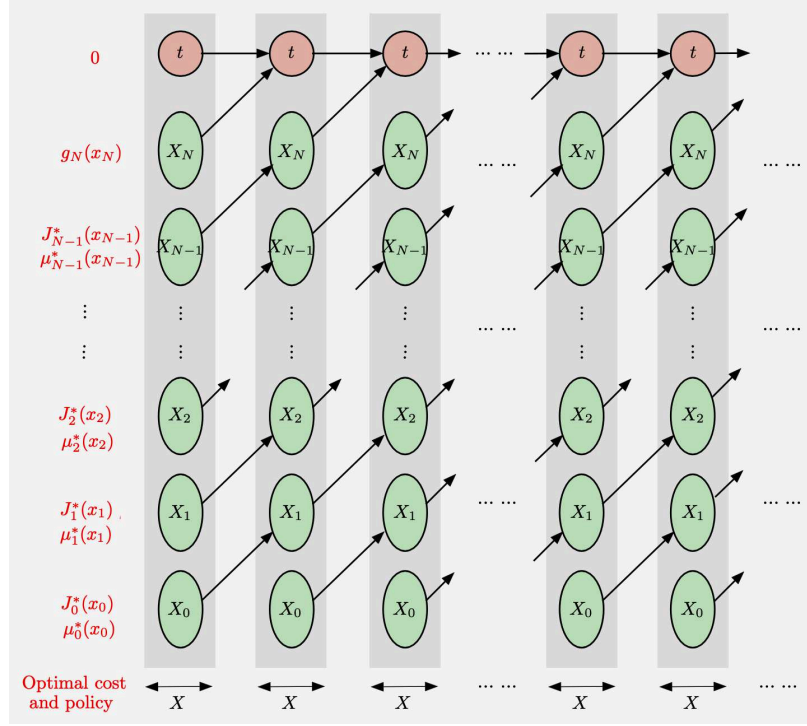 0 t t t ... ... t t
g_N(x_N) X_N X_N X_N ... ... X_N X_N ... ...
J*_{N−1}(x_{N−1}) X_{N−1} X_{N−1} X_{N−1} X_{N−1} X_{N−1}
μ*_{N−1}(x_{N−1})
⋮ ⋮ ⋮ ⋮ ... ... ⋮ ⋮ ... ...
⋮ ⋮ ⋮ ⋮ ⋮ ⋮
J*_2(x_2) X_2 X_2 X_2 X_2 X_2
μ*_2(x_2)
J*_1(x_1) X_1 X_1 X_1 ... ... X_1 X_1 ... ...
μ*_1(x_1)
J*_0(x_0) X_0 X_0 X_0 X_0 X_0
μ*_0(x_0)
Optimal cost ... ... ... ...
and policy X X X X X